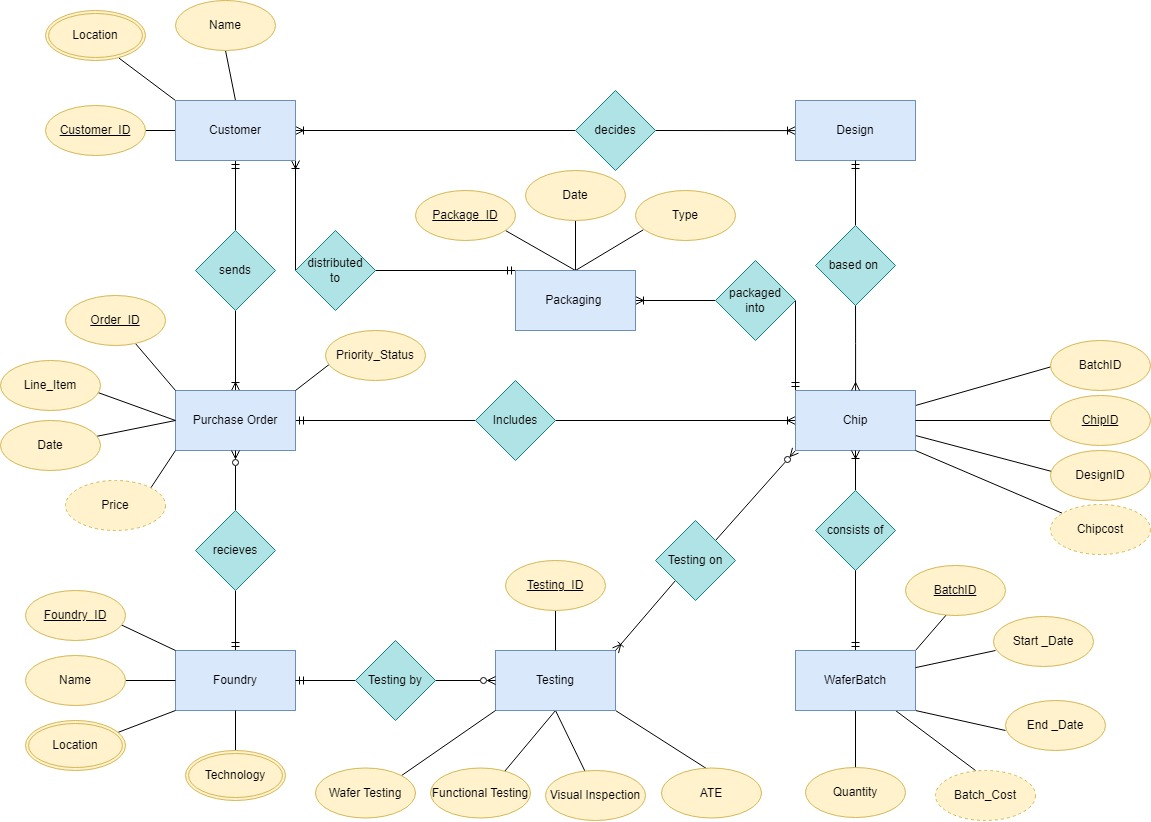 Name
Location
Customer_ID
Customer
decides
Design
Date
Package_ID
Type
sends
distributed
to
based on
Packaging
packaged
into
Order_ID
Priority_Status
Line_Item
BatchID
Purchase Order
Includes
Chip
ChipID
Date
DesignID
Price
Chipcost
consists of
recieves
Testing on
Testing_ID
BatchID
Foundry_ID
Start _Date
Name
Foundry
Testing by
Testing
WaferBatch
End _Date
Location
Technology
Wafer Testing
Functional Testing
Visual Inspection
ATE
Quantity
Batch_Cost